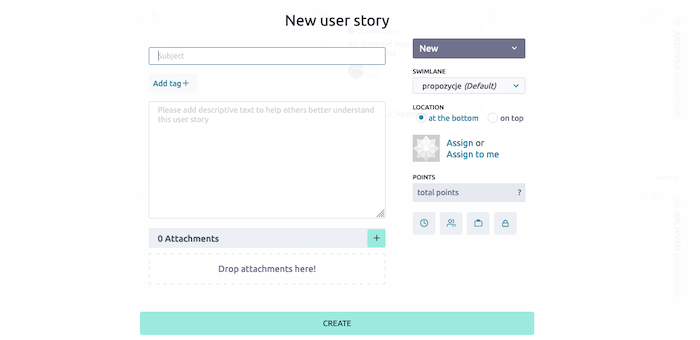 New user story
Subject
Add tag+
Please add descriptive text to help others better understand
this user story
0 Attachments
+
Drop attachments here!
New
SWIMLANE
propozycje (Default)
LOCATION
at the bottom
on top
Assign or
Assign to me
POINTS
total points
?
CREATE